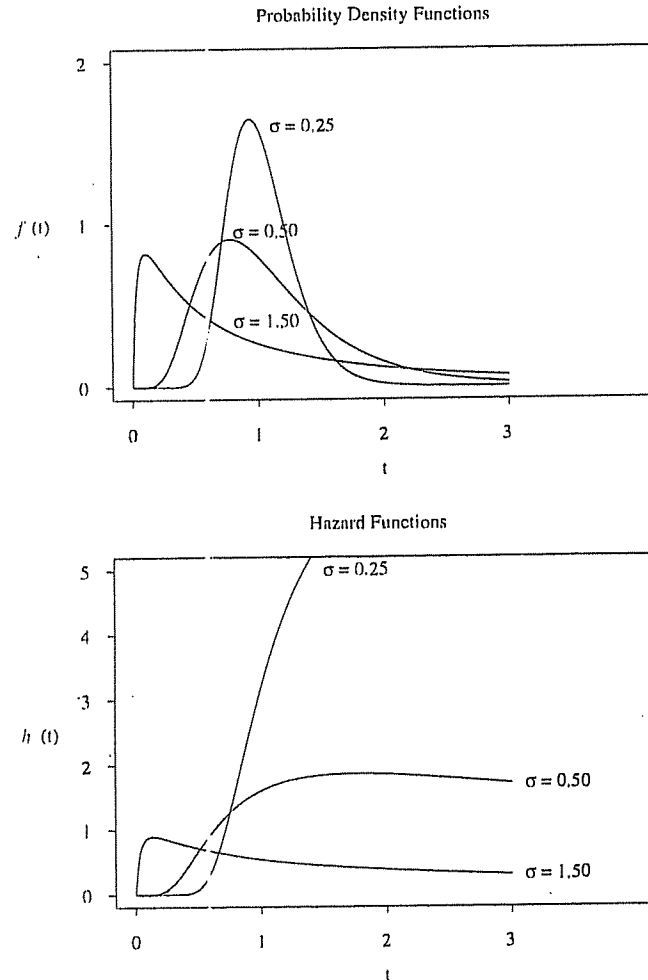 Probability Density Functions
2
σ = 0.25
f (t)
1
σ = 0.50
σ = 1.50
0
0 1 2 3
t
Hazard Functions
5
σ = 0.25
4
3
h (t)
2
σ = 0.50
1
σ = 1.50
0
0 1 2 3
t